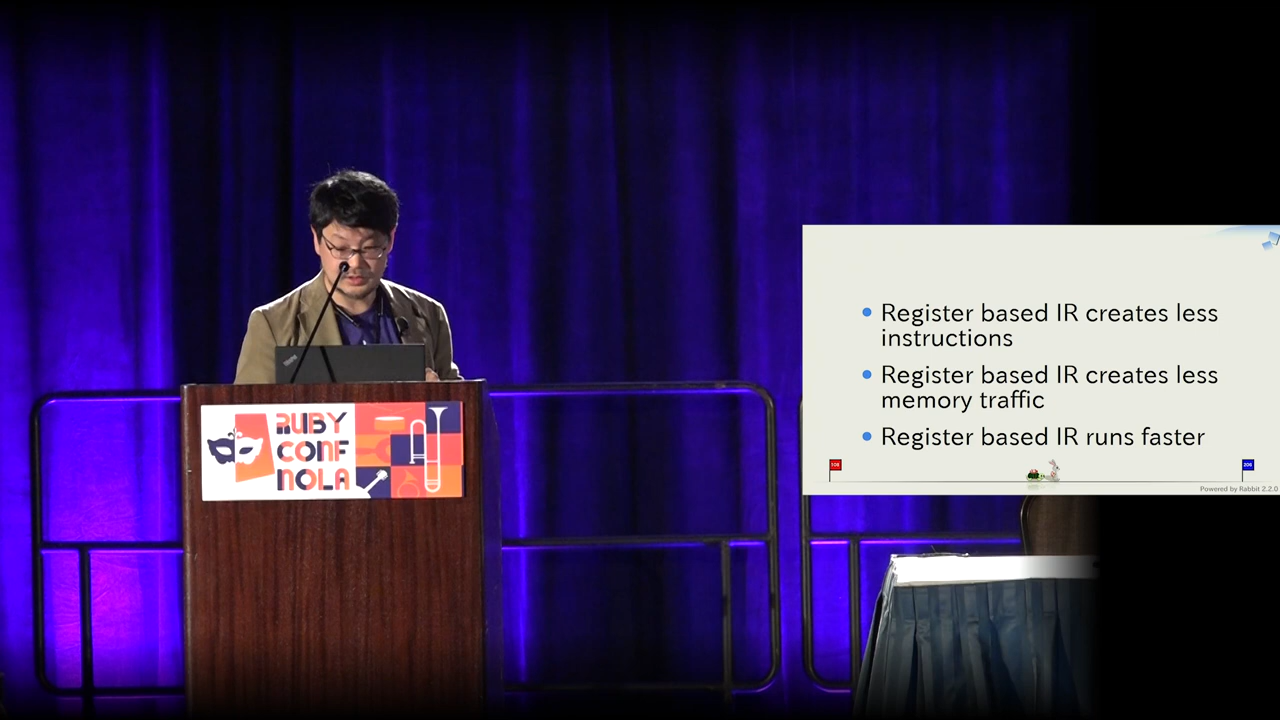 Register based IR creates less
instructions
Register based IR creates less
memory traffic
Register based IR runs faster
Powered by Rabbit 2.2.0
RUBY
CONF
NOLA